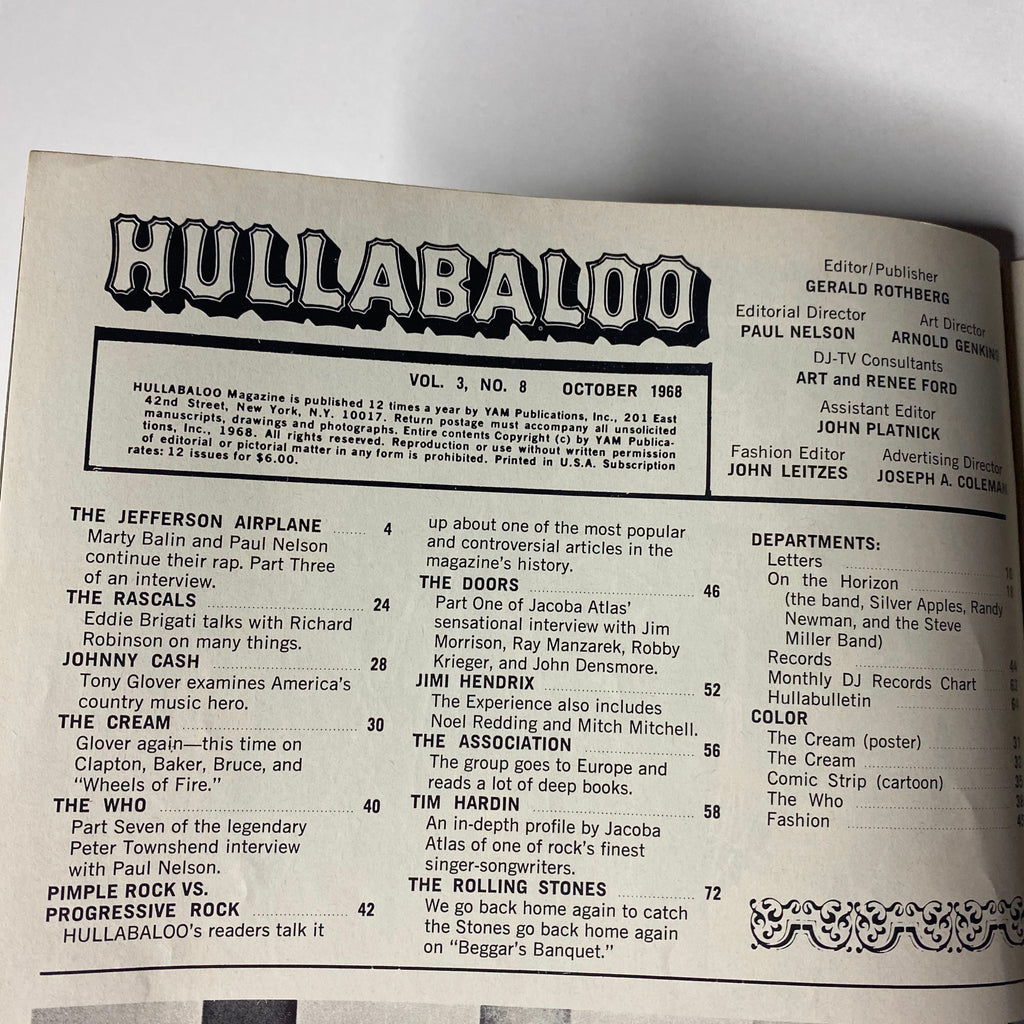 HULLABALOO
VOL. 3, NO. 8 OCTOBER 1968
HULLABALOO Magazine is published 12 times a year by YAM Publications, Inc., 201 East
42nd Street, New York, N.Y. 10017. Return postage must accompany all unsolicited
manuscripts, drawings and photographs. Entire contents Copyright (c) by YAM Publica-
tions, Inc., 1968. All rights reserved. Reproduction or use without written permission
of editorial or pictorial matter in any form is prohibited. Printed in U.S.A. Subscription
rates: 12 issues for $6.00.
Editor/Publisher
GERALD ROTHBERG
Editorial Director
PAUL NELSON
Art Director
ARNOLD GENKINS
DJ-TV Consultants
ART and RENEE FORD
Assistant Editor
JOHN PLATNICK
Fashion Editor
JOHN LEITZES
Advertising Director
JOSEPH A. COLEMAN
THE JEFFERSON AIRPLANE ........ 4
Marty Balin and Paul Nelson
continue their rap. Part Three
of an interview.
THE RASCALS ........ 24
Eddie Brigati talks with Richard
Robinson on many things.
JOHNNY CASH ........ 28
Tony Glover examines America's
country music hero.
THE CREAM ........ 30
Glover again—this time on
Clapton, Baker, Bruce, and
"Wheels of Fire."
THE WHO ........ 40
Part Seven of the legendary
Peter Townshend interview
with Paul Nelson.
PIMPLE ROCK VS.
PROGRESSIVE ROCK ........ 42
HULLABALOO's readers talk it
up about one of the most popular
and controversial articles in the
magazine's history.
THE DOORS ........ 46
Part One of Jacoba Atlas'
sensational interview with Jim
Morrison, Ray Manzarek, Robby
Krieger, and John Densmore.
JIMI HENDRIX ........ 52
The Experience also includes
Noel Redding and Mitch Mitchell.
THE ASSOCIATION ........ 56
The group goes to Europe and
reads a lot of deep books.
TIM HARDIN ........ 58
An in-depth profile by Jacoba
Atlas of one of rock's finest
singer-songwriters.
THE ROLLING STONES ........ 72
We go back home again to catch
the Stones go back home again
on "Beggar's Banquet."
DEPARTMENTS:
Letters ........
On the Horizon ........
(the band, Silver Apples, Randy
Newman, and the Steve
Miller Band)
Records ........
Monthly DJ Records Chart
Hullabulletin ........
COLOR
The Cream (poster) ........
The Cream ........
Comic Strip (cartoon) ........
The Who ........
Fashion ........